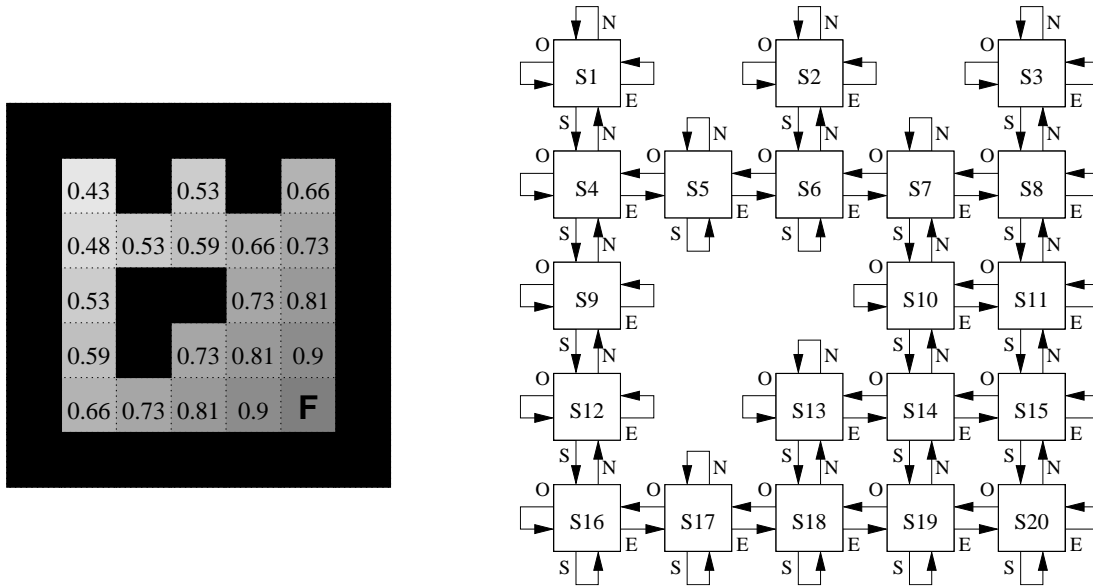 0.43 0.53 0.66
0.48 0.53 0.59 0.66 0.73
0.53 0.73 0.81
0.59 0.73 0.81 0.9
0.66 0.73 0.81 0.9 F
N N N
O O O
S1 S2 S3
E E E
S N N S N N S N
O O O O O
S4 S5 S6 S7 S8
E E E E E
S N S S S N S N
O O O
S9 S10 S11
E E E
S N N S N S N
O O O O
S12 S13 S14 S15
E E E E
S N N S N S N S N
O O O O O
S16 S17 S18 S19 S20
E E E E E
S S S S S